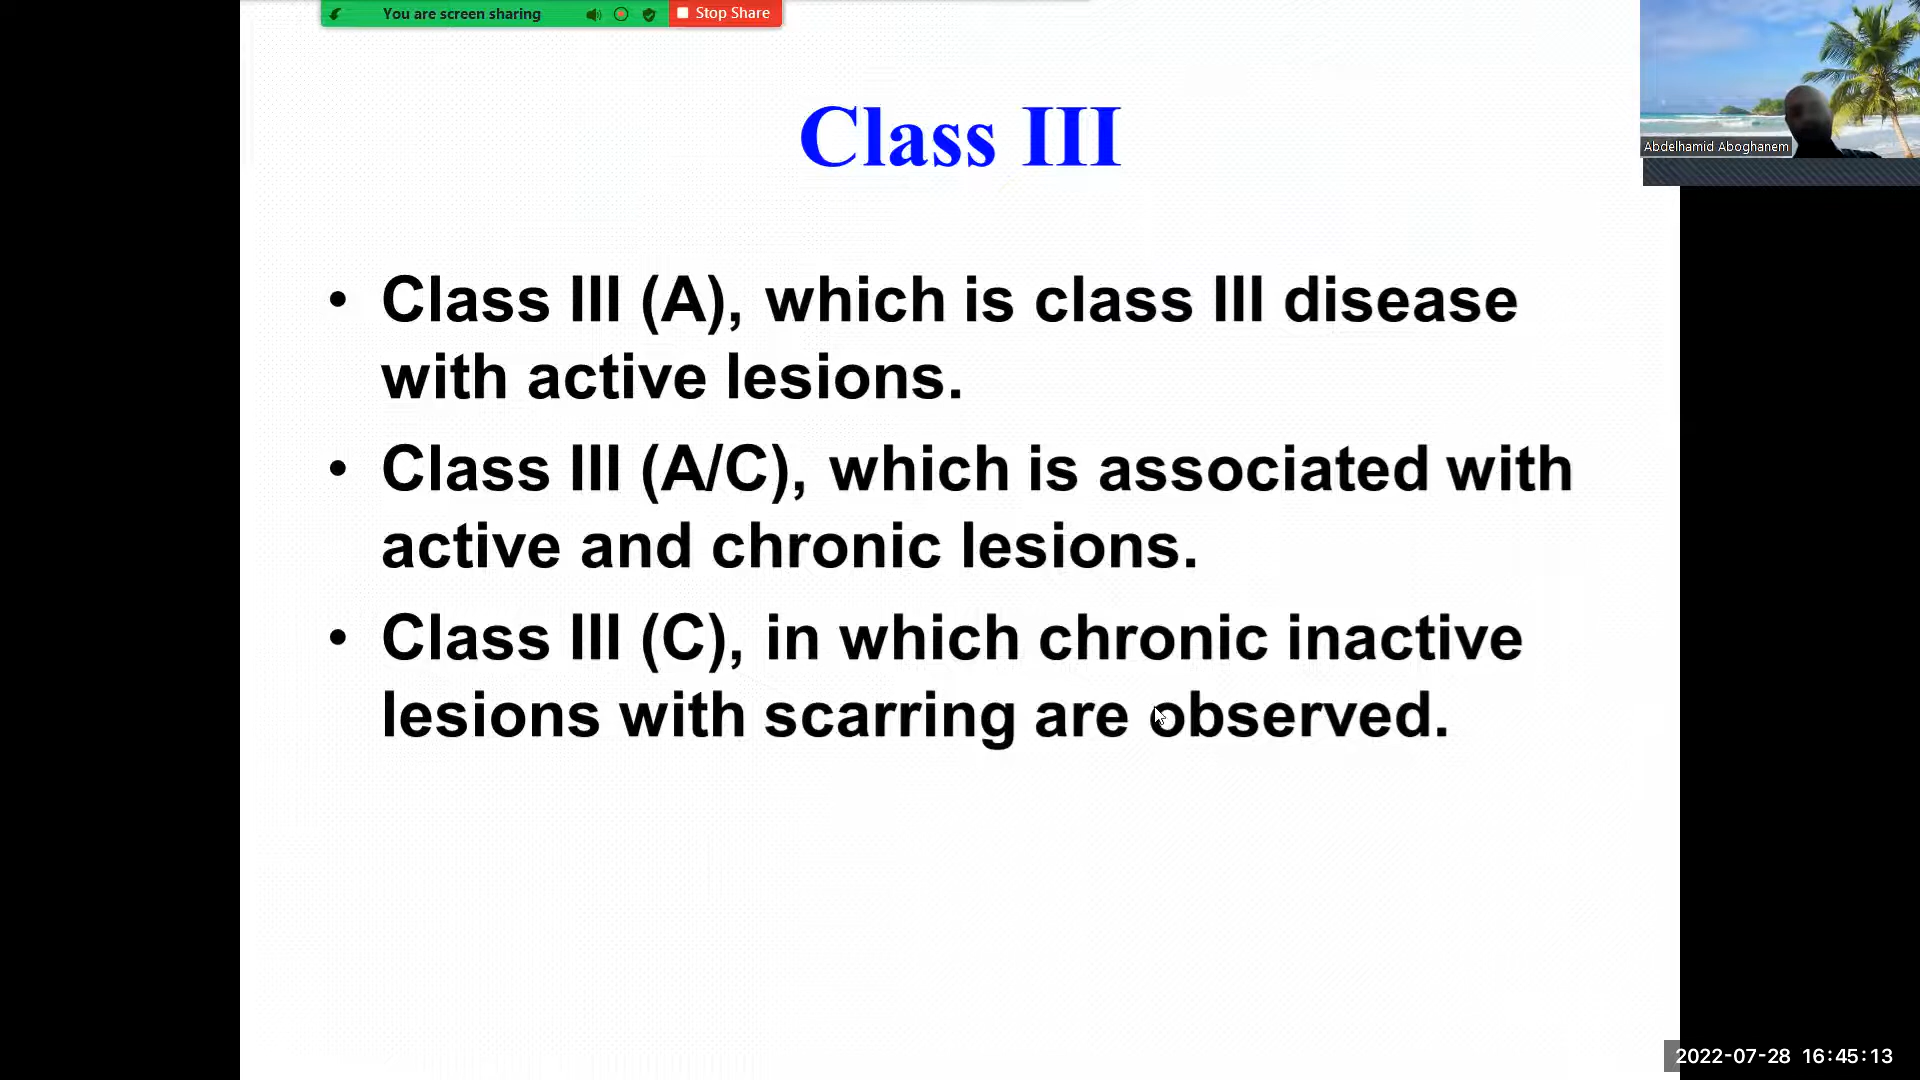 You are screen sharing
Stop Share
Abdelhamid Aboghanem
Class III
• Class III (A), which is class III disease
with active lesions.
• Class III (A/C), which is associated with
active and chronic lesions.
• Class III (C), in which chronic inactive
lesions with scarring are observed.
2022-07-28 16:45:13